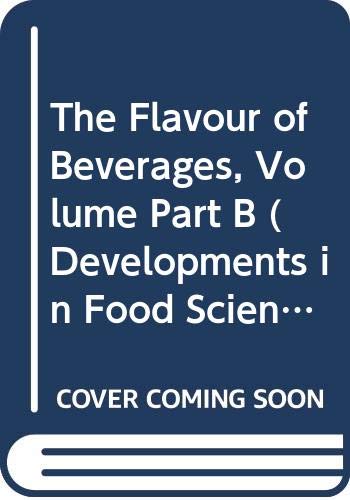 The Flavour of
Beverages, Vo
lume Part B (
Developments i
n Food Scien...
COVER COMING SOON